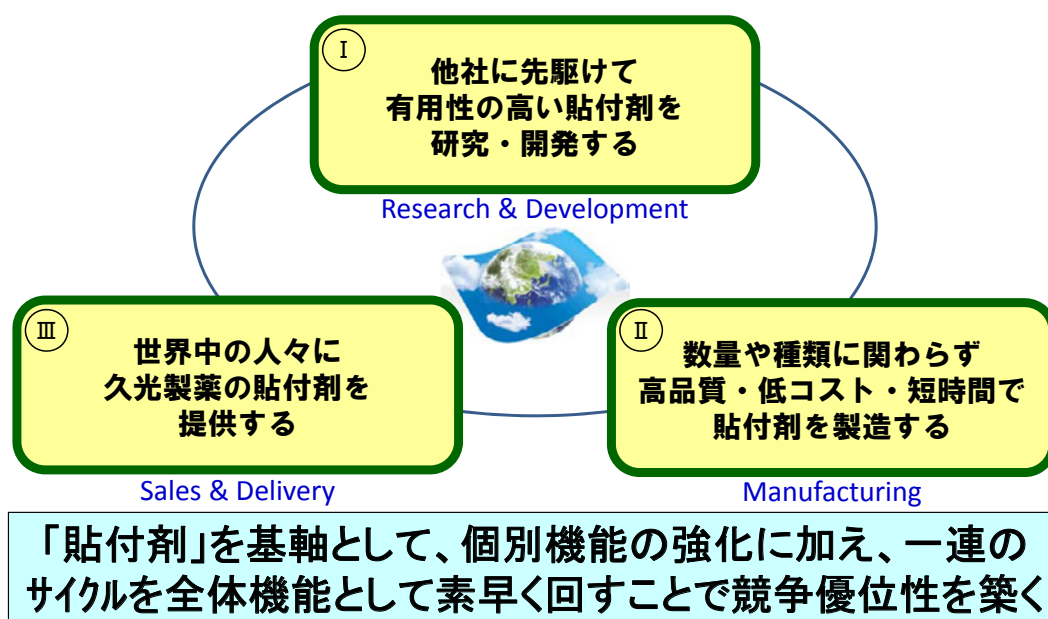 Ⅰ
他社に先駆けて
有用性の高い貼付剤を
研究・開発する
Research & Development
Ⅲ
世界中の人々に
久光製薬の貼付剤を
提供する
Sales & Delivery
Ⅱ
数量や種類に関わらず
高品質・低コスト・短時間で
貼付剤を製造する
Manufacturing
「貼付剤」を基軸として、個別機能の強化に加え、一連の
サイクルを全体機能として素早く回すことで競争優位性を築く